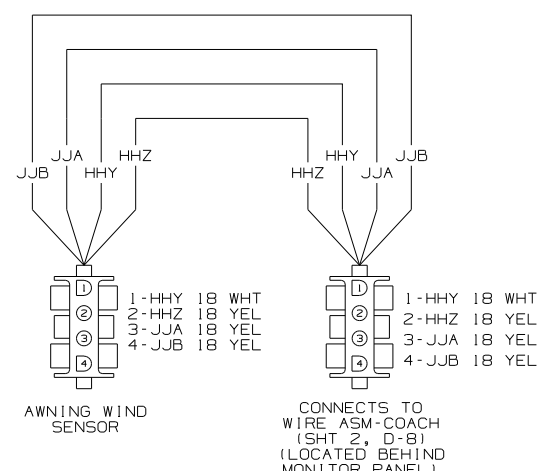 JJB
JJA
HHY
HHZ
HHZ
HHY
JJA
JJB
1
2
3
4
1-HHY 18 WHT
2-HHZ 18 YEL
3-JJA 18 YEL
4-JJB 18 YEL
AWNING WIND
SENSOR
1
2
3
4
1-HHY 18 WHT
2-HHZ 18 YEL
3-JJA 18 YEL
4-JJB 18 YEL
CONNECTS TO
WIRE ASM-COACH
(SHT 2, D-8)
(LOCATED BEHIND
MONITOR PANEL)